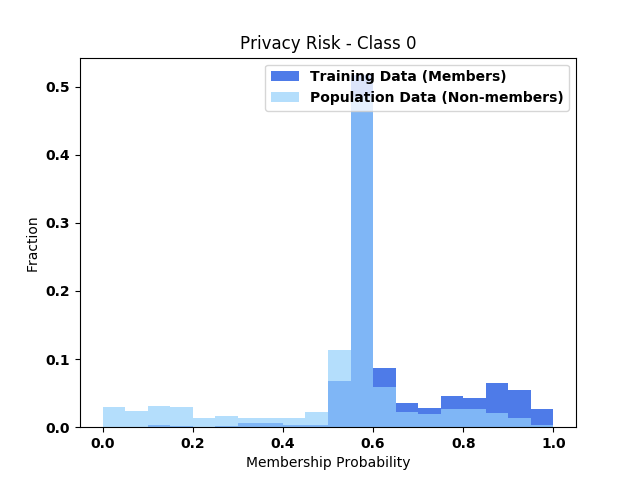 Privacy Risk - Class 0
Training Data (Members)
Population Data (Non-members)
0.5
0.4
0.3
0.2
0.1
0.0
Fraction
0.0 0.2 0.4 0.6 0.8 1.0
Membership Probability